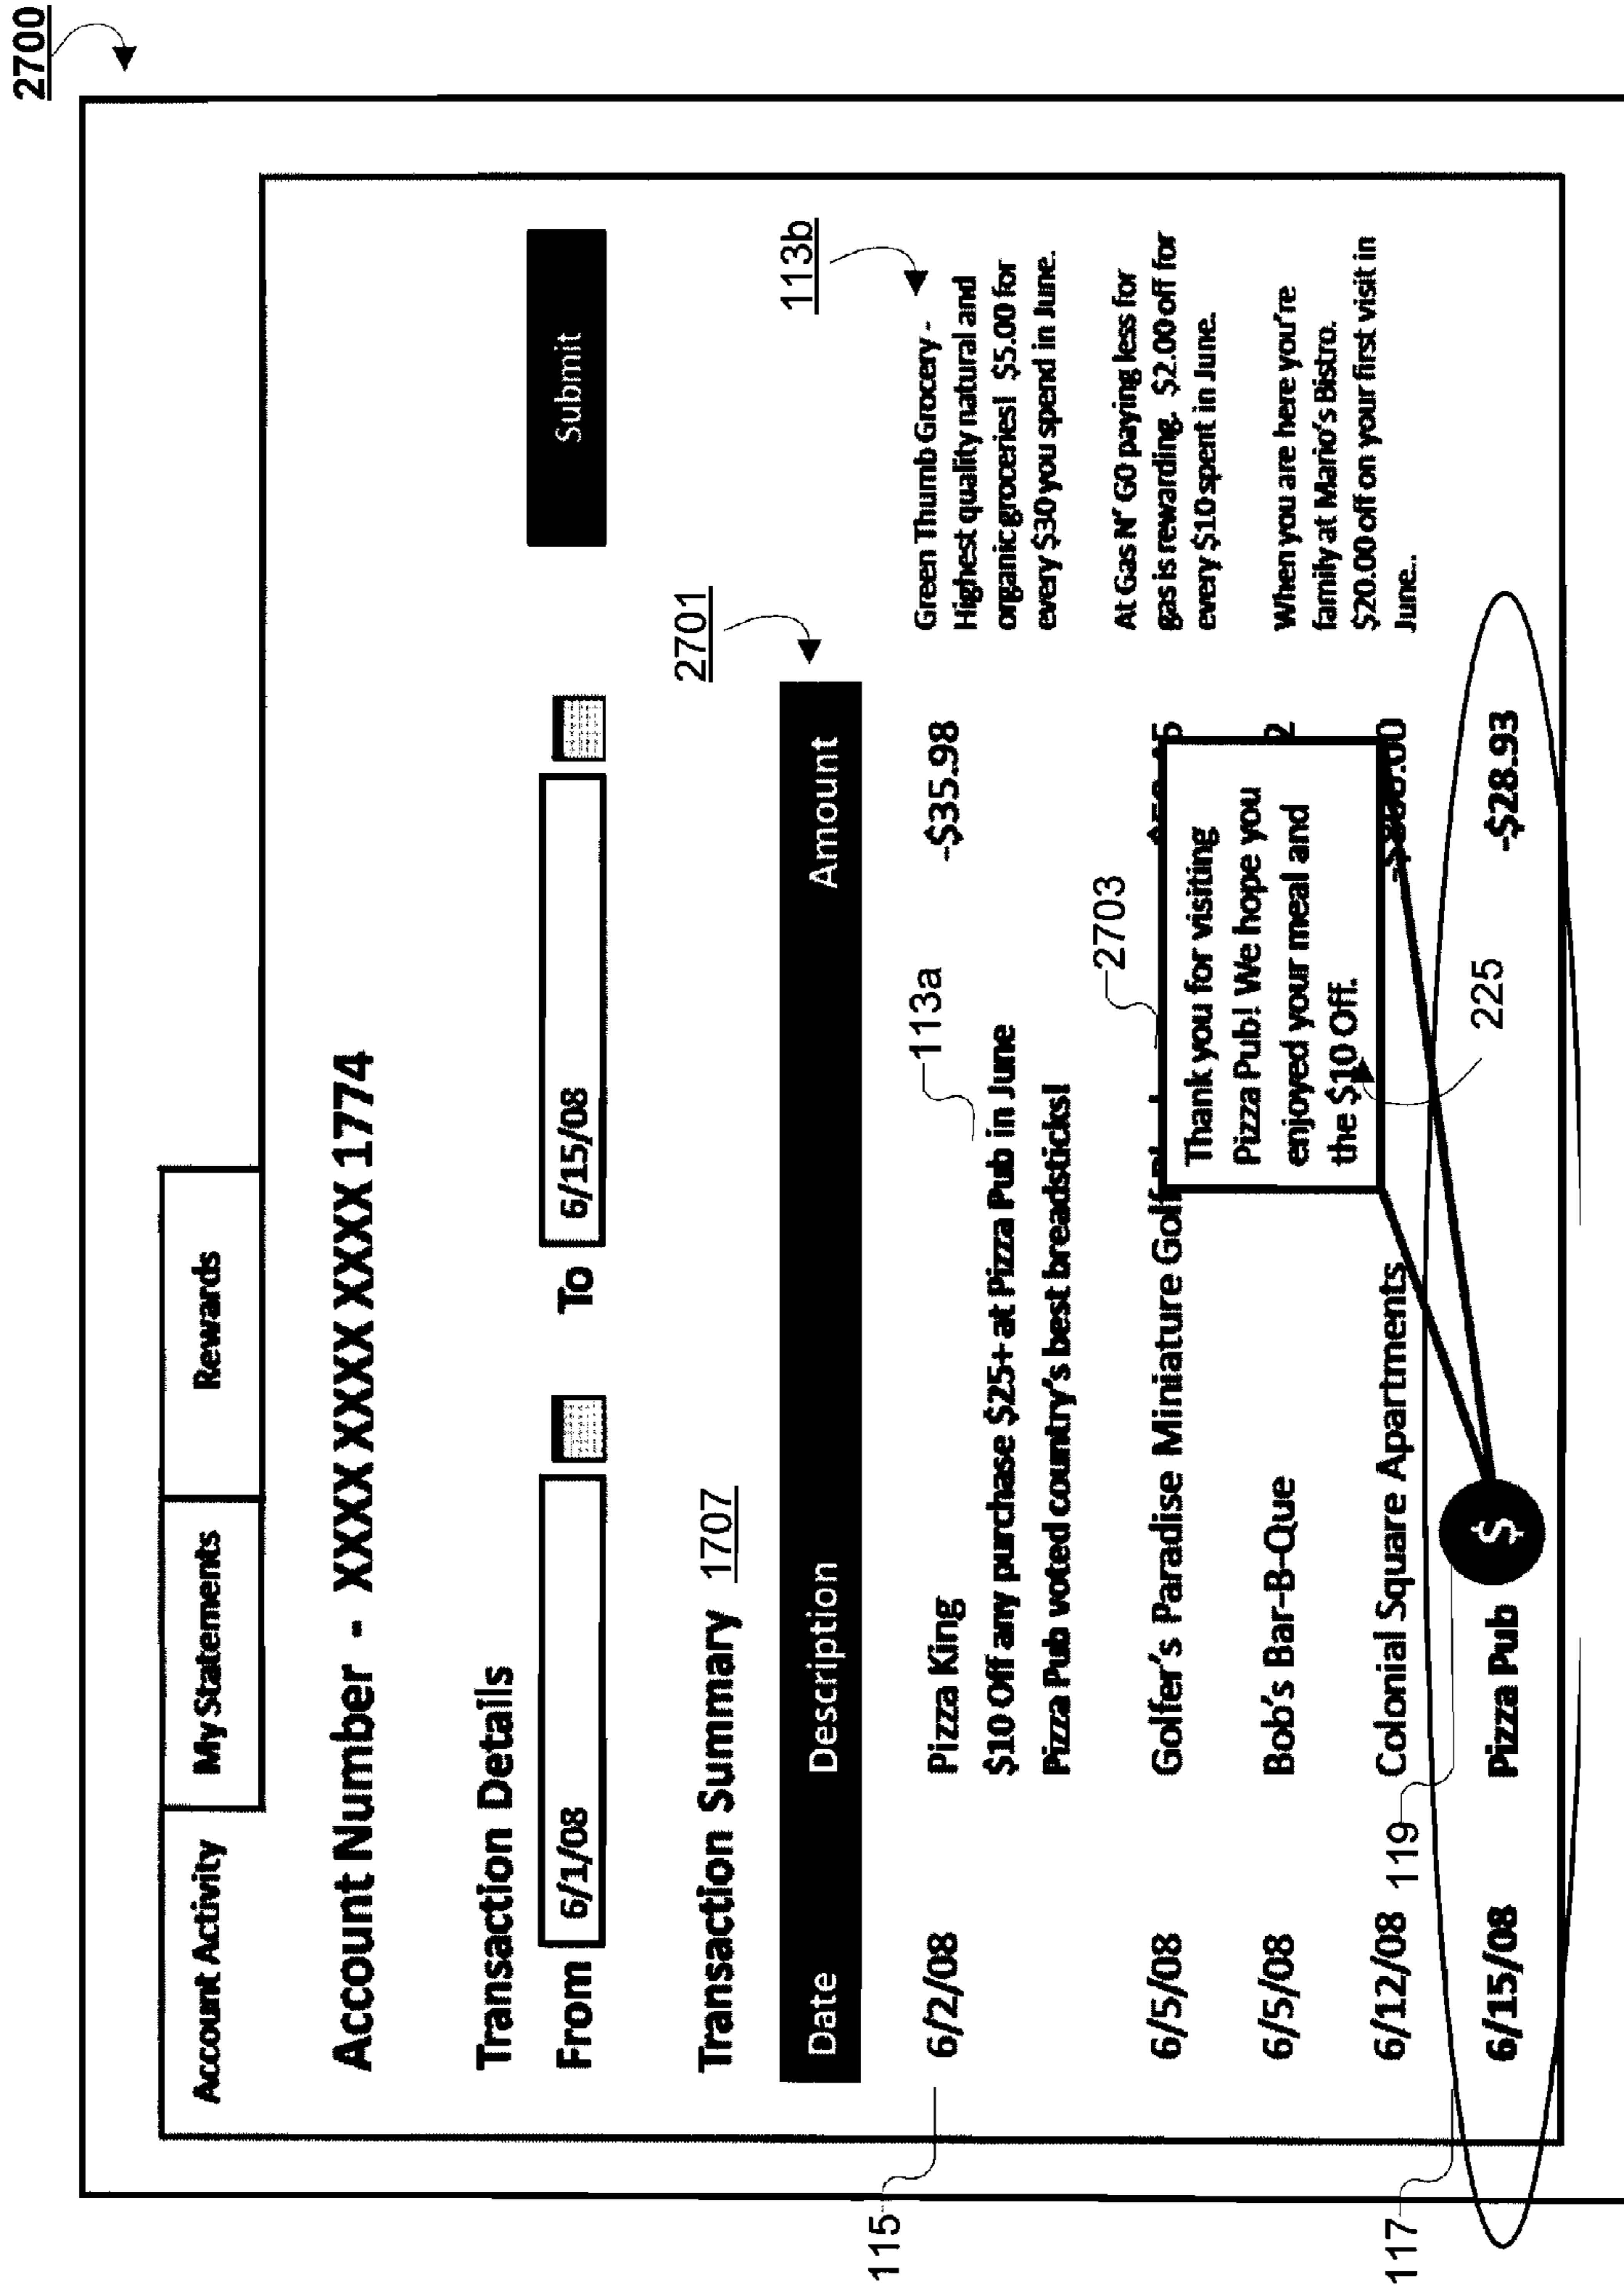 2700
Account Activity
My Statements
Rewards
Account Number - XXXX XXXX XXXX XXXX 1774
Transaction Details
From 6/1/08 To 6/15/08
Submit
Transaction Summary 1707
2701
Date Description Amount
113b
115
6/2/08 Pizza King -$35.98
113a
$10 Off any purchase $25+ at Pizza Pub in June
Pizza Pub voted country's best breadsticks!
Green Thumb Grocery -
Highest quality natural and
organic groceries! $5.00 for
every $30 you spend in June.
2703
6/5/08 Golfer's Paradise Miniature Golf
At Gas N' GO paying less for
gas is rewarding. $2.00 off for
every $10 spent in June.
Thank you for visiting
Pizza Pub! We hope you
enjoyed your meal and
the $10 Off.
6/5/08 Bob's Bar-B-Que
When you are here you're
family at Mario's Bistro.
$20.00 off on your first visit in
June..
6/12/08 Colonial Square Apartments
117
119
225
6/15/08 Pizza Pub $ -$28.93